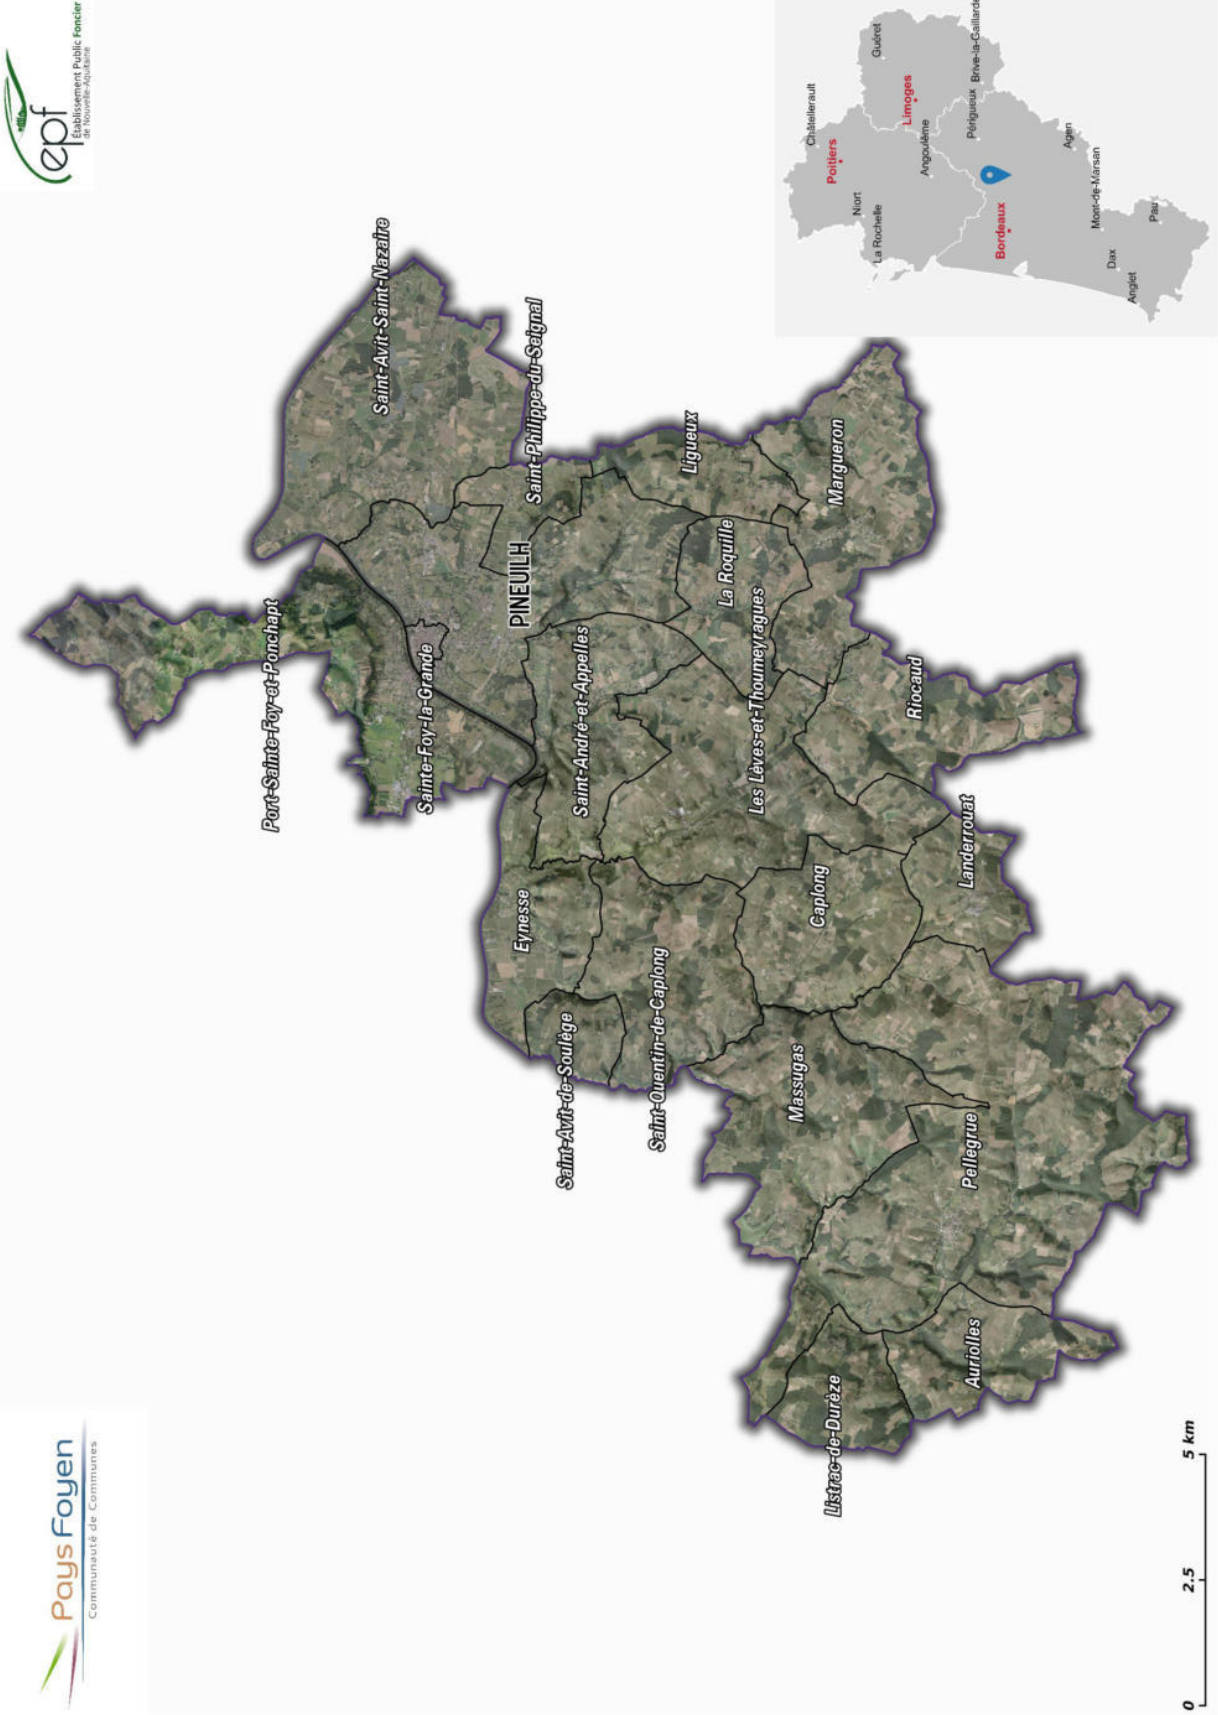 Pays Foyen
Communauté de Communes
epf
Établissement Public Foncier
de Nouvelle-Aquitaine
Port-Sainte-Foy-et-Ponchapt
Saint-Avit-Saint-Nazaire
Sainte-Foy-la-Grande
PINEUILH
Saint-Philippe-du-Seignal
Eynesse
Saint-André-et-Appelles
Saint-Avit-de-Soulège
Saint-Quentin-de-Caplong
Ligueux
La Roquille
Les Lèves-et-Thoumeyragues
Margueron
Massugas
Caplong
Listrac-de-Durèze
Riocaud
Landerrouat
Pellegrue
Auriolles
0
2.5
5 km
Châtellerault
Poitiers
Niort
La Rochelle
Guéret
Limoges
Angoulême
Périgueux
Brive-la-Gaillarde
Bordeaux
Agen
Mont-de-Marsan
Dax
Anglet
Pau